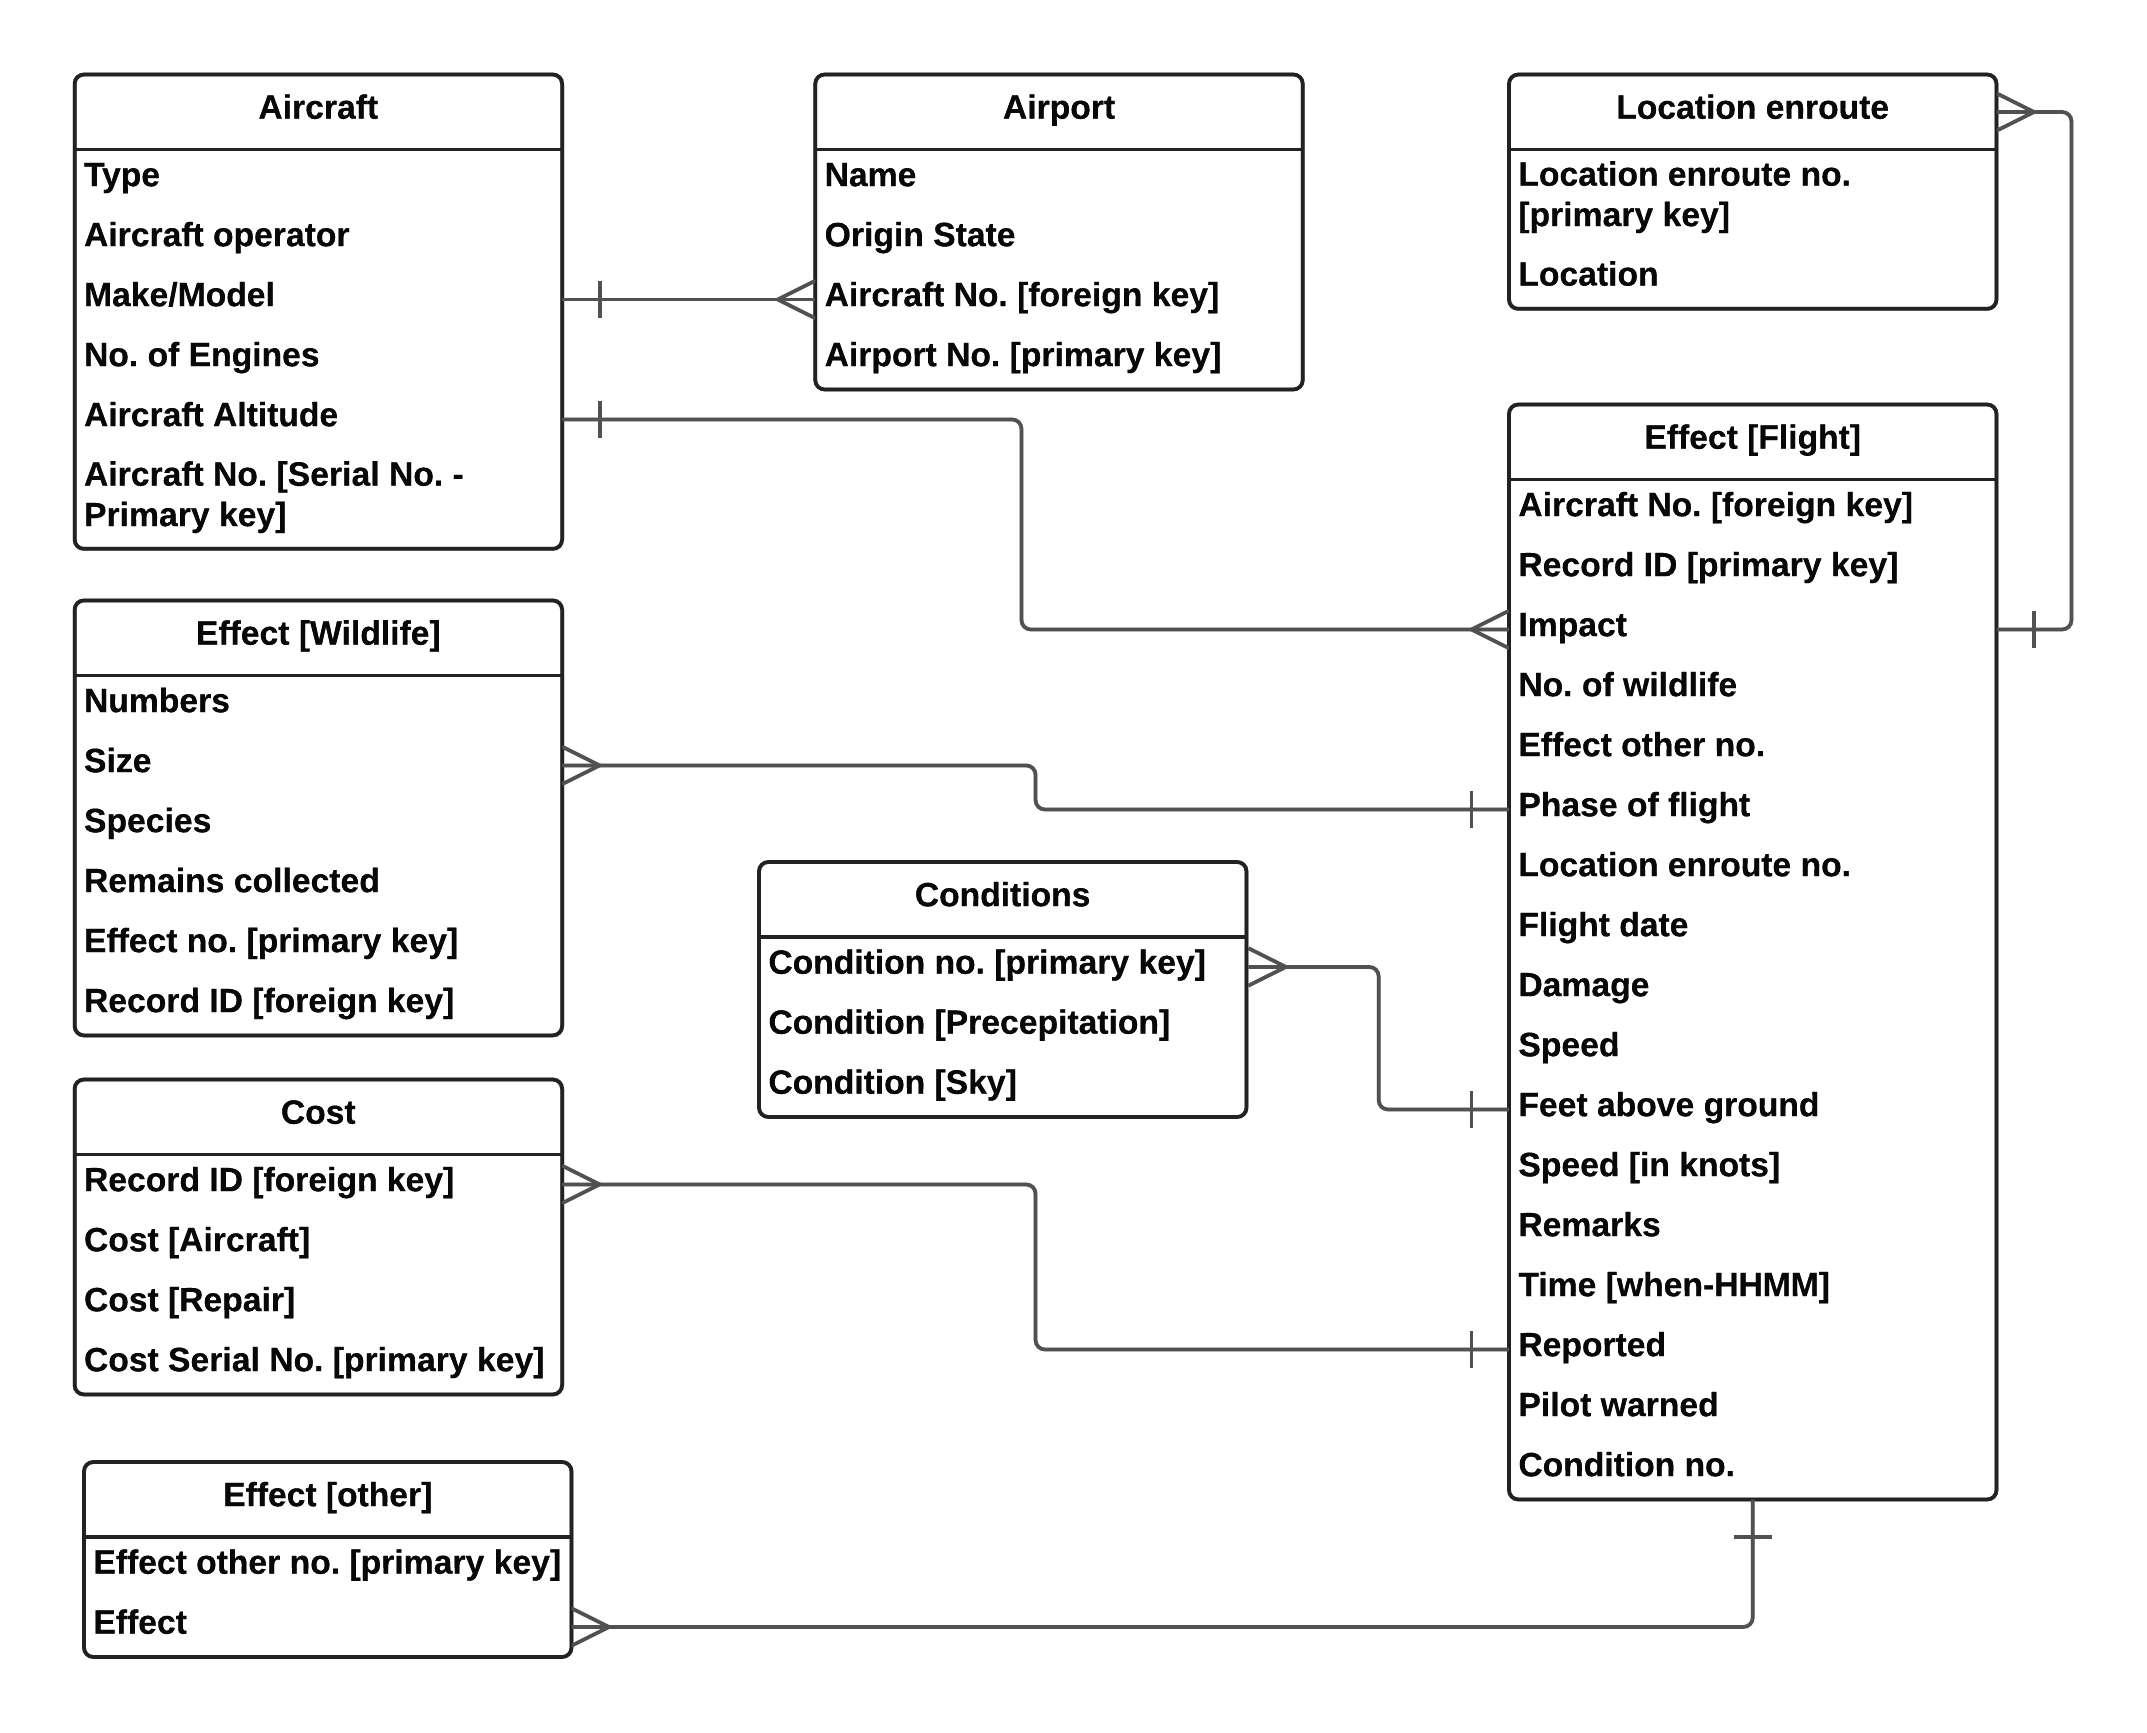 Aircraft
Type
Aircraft operator
Make/Model
No. of Engines
Aircraft Altitude
Aircraft No. [Serial No. -
Primary key]
Airport
Name
Origin State
Aircraft No. [foreign key]
Airport No. [primary key]
Location enroute
Location enroute no.
[primary key]
Location
Effect [Flight]
Aircraft No. [foreign key]
Record ID [primary key]
Impact
No. of wildlife
Effect other no.
Phase of flight
Location enroute no.
Flight date
Damage
Speed
Feet above ground
Speed [in knots]
Remarks
Time [when-HHMM]
Reported
Pilot warned
Condition no.
Effect [Wildlife]
Numbers
Size
Species
Remains collected
Effect no. [primary key]
Record ID [foreign key]
Conditions
Condition no. [primary key]
Condition [Precepitation]
Condition [Sky]
Cost
Record ID [foreign key]
Cost [Aircraft]
Cost [Repair]
Cost Serial No. [primary key]
Effect [other]
Effect other no. [primary key]
Effect